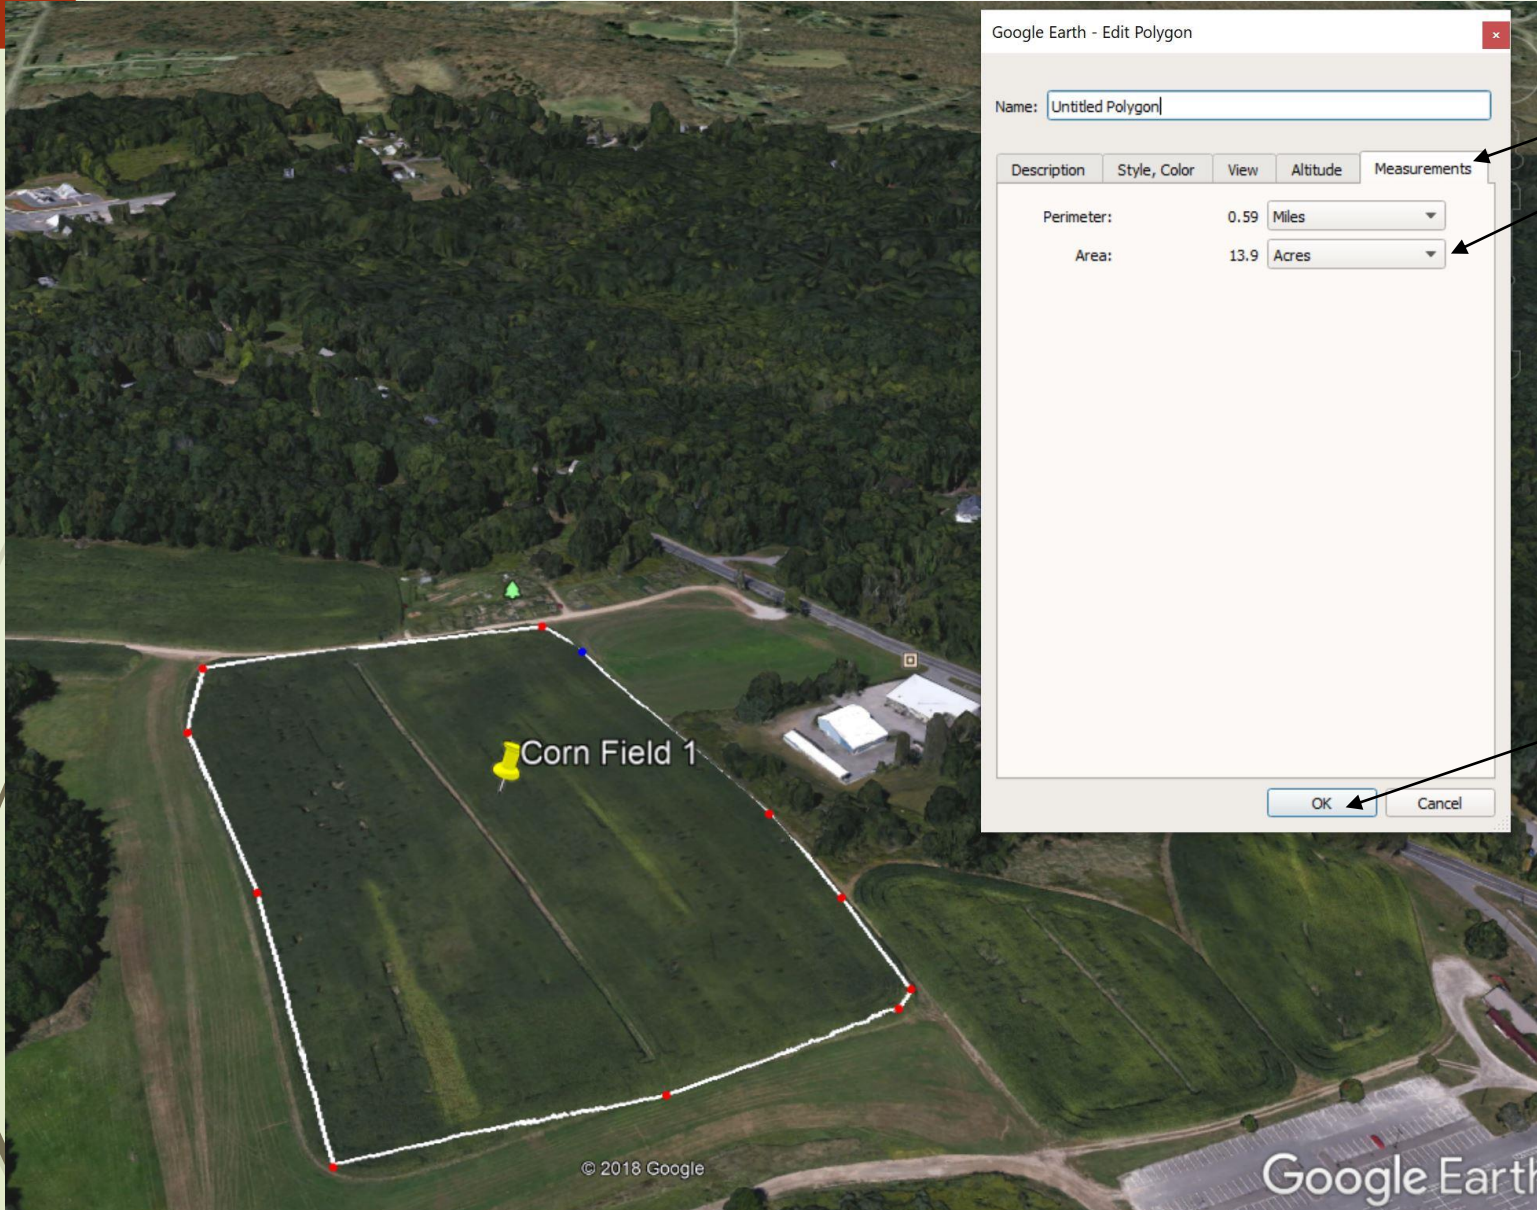 Google Earth - Edit Polygon
Name: Untitled Polygon
Description Style, Color View Altitude Measurements
Perimeter: 0.59 Miles
Area: 13.9 Acres
Corn Field 1
OK Cancel
© 2018 Google
Google Earth